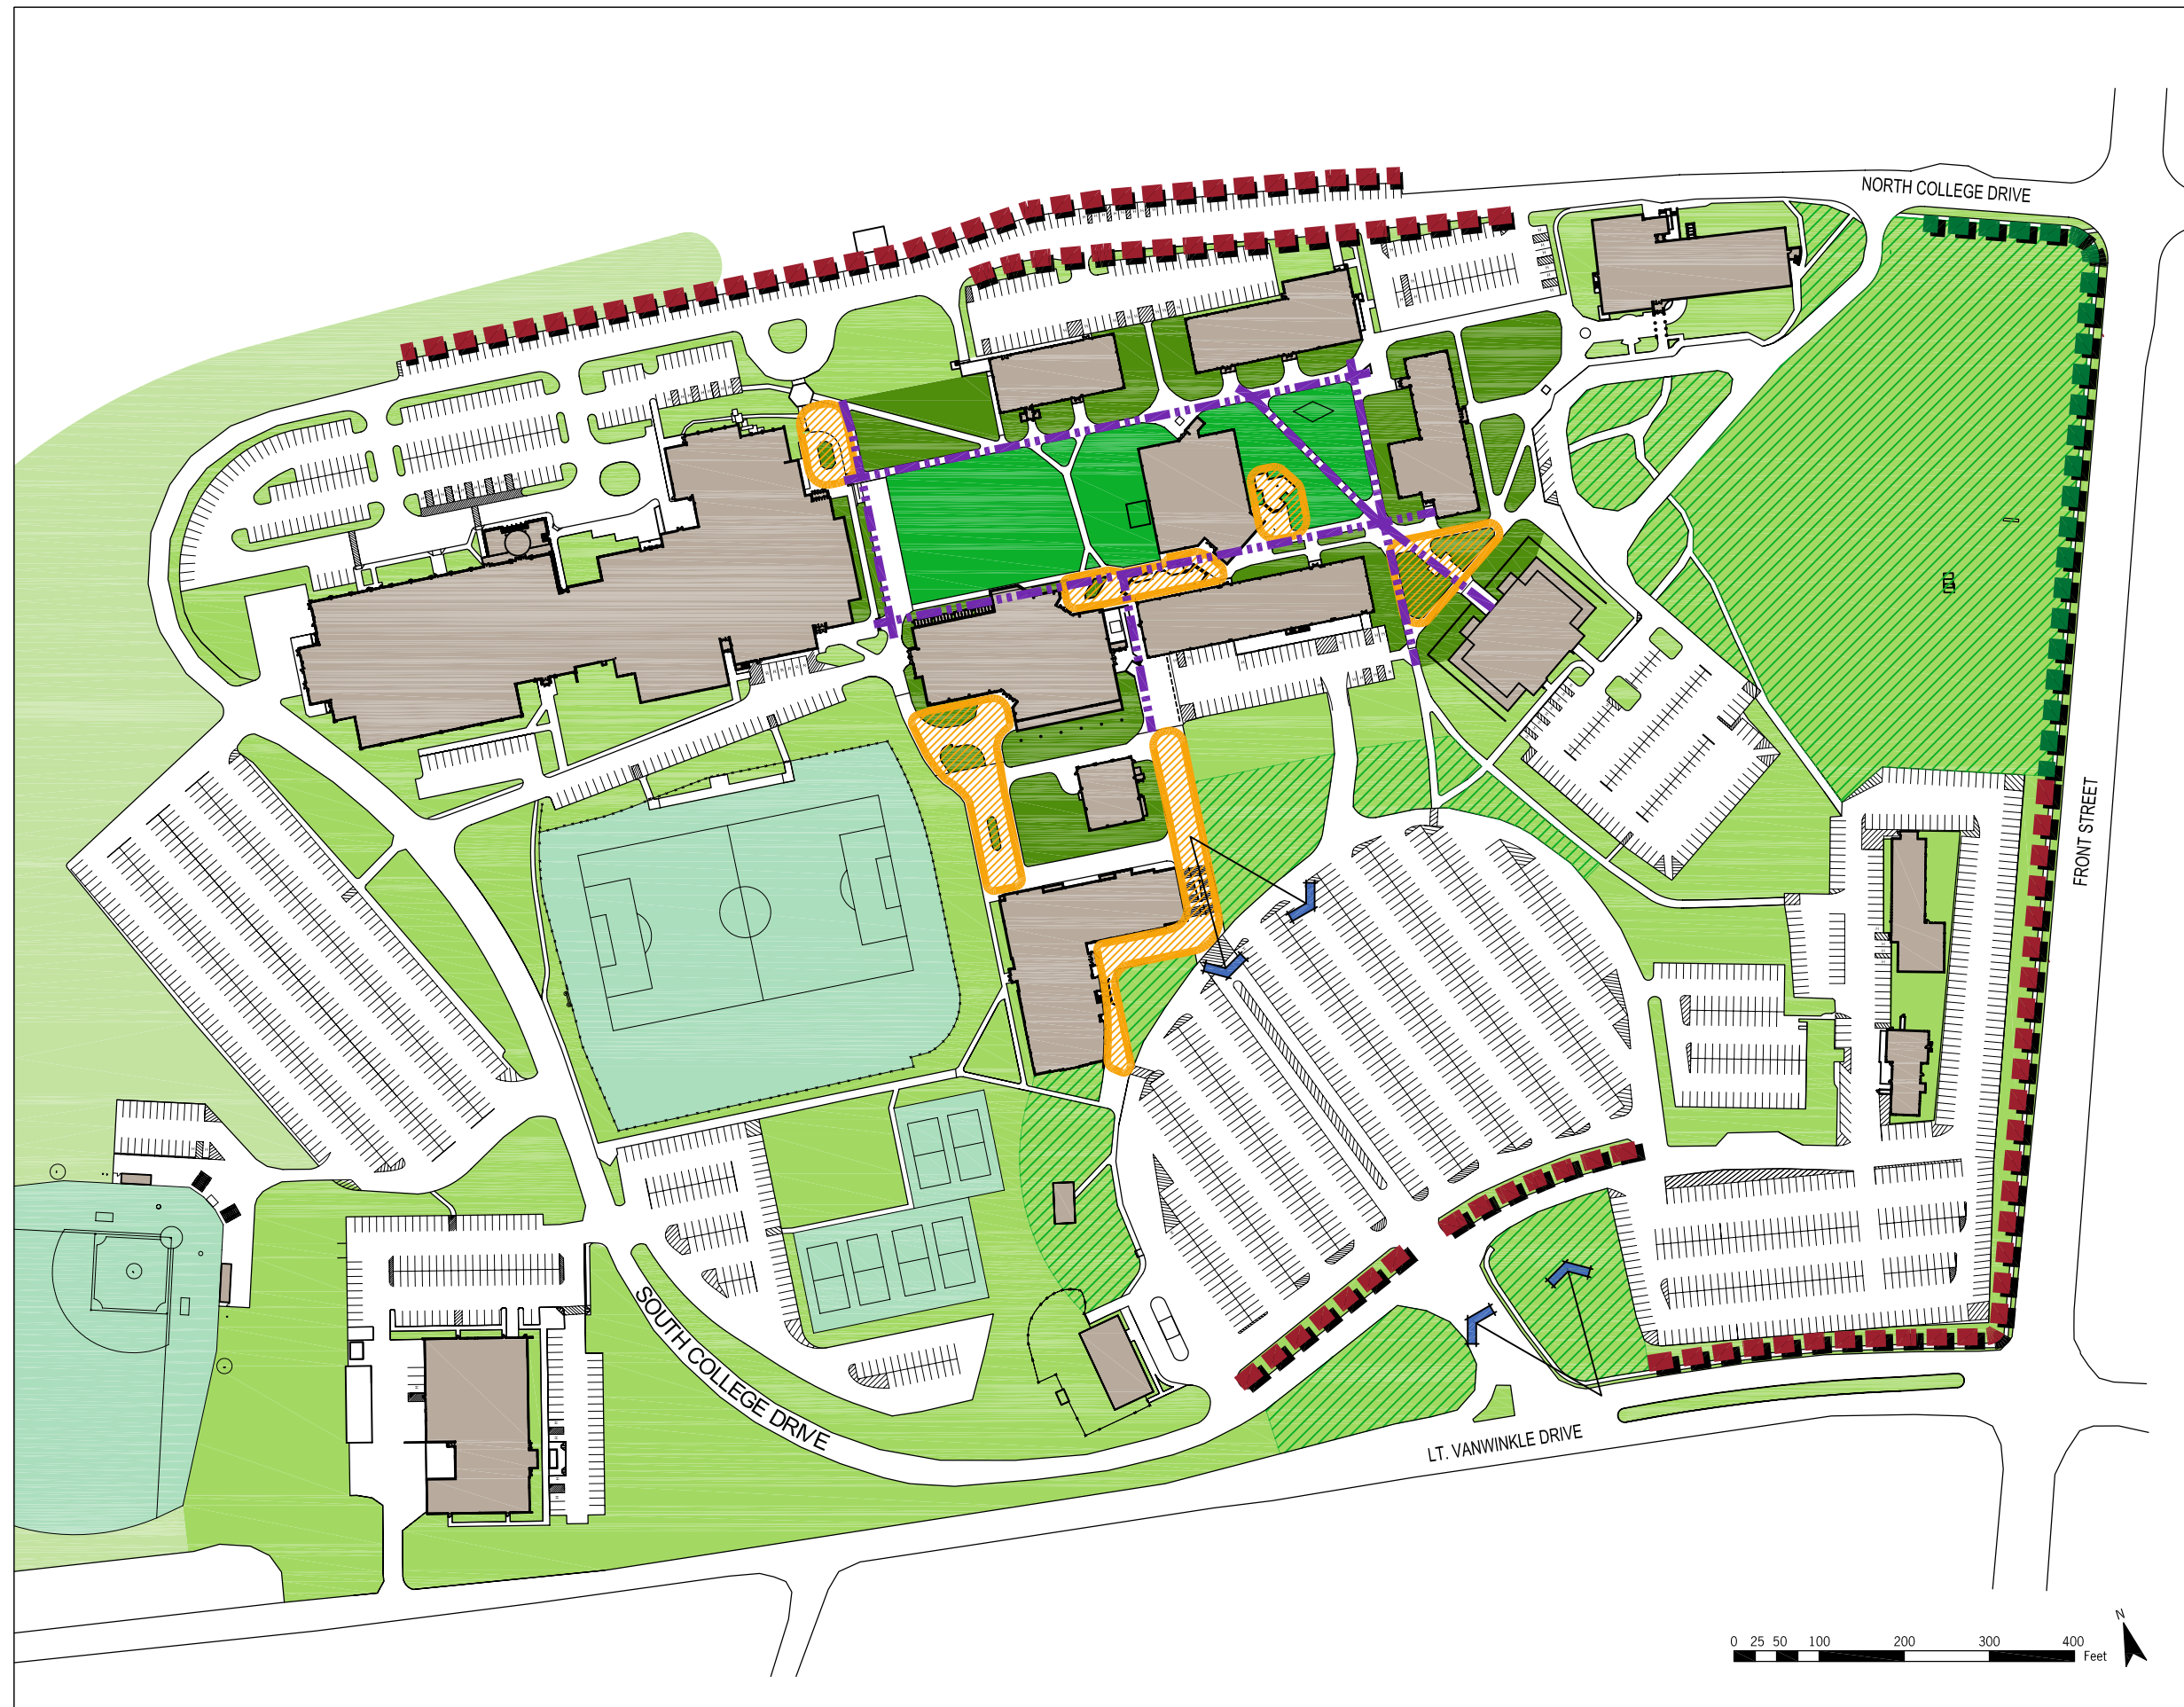 NORTH COLLEGE DRIVE
FRONT STREET
SOUTH COLLEGE DRIVE
LT. VANWINKLE DRIVE
N
0 25 50 100 200 300 400
Feet